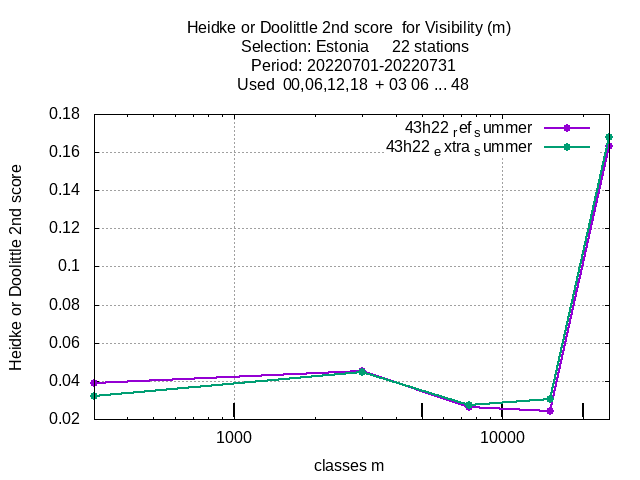 Heidke or Doolittle 2nd score  for Visibility (m)
Selection: Estonia     22 stations
Period: 20220701-20220731
Used  00,06,12,18  + 03 06 ... 48
43h22 ref summer
43h22 extra summer
0.18
0.16
0.14
0.12
0.1
0.08
0.06
0.04
0.02
Heidke or Doolittle 2nd score
1000
10000
classes m